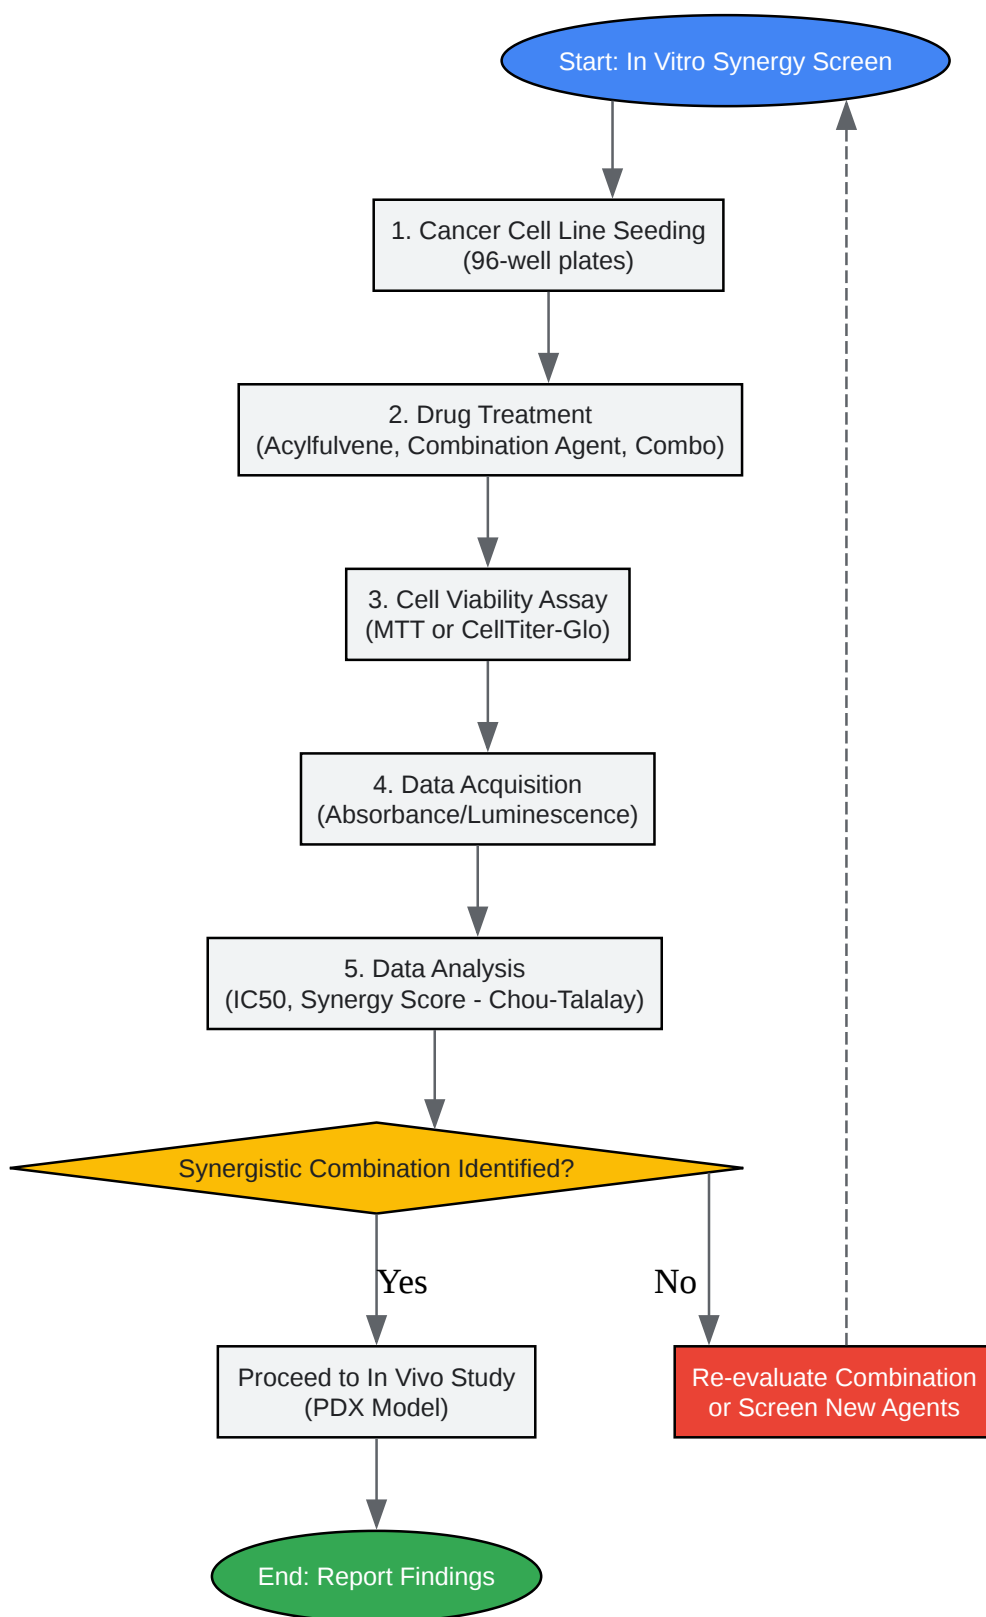 Start: In Vitro Synergy Screen
1. Cancer Cell Line Seeding
(96-well plates)
2. Drug Treatment
(Acylfulvene, Combination Agent, Combo)
3. Cell Viability Assay
(MTT or CellTiter-Glo)
4. Data Acquisition
(Absorbance/Luminescence)
5. Data Analysis
(IC50, Synergy Score - Chou-Talalay)
Synergistic Combination Identified?
Yes
No
Proceed to In Vivo Study
(PDX Model)
Re-evaluate Combination
or Screen New Agents
End: Report Findings